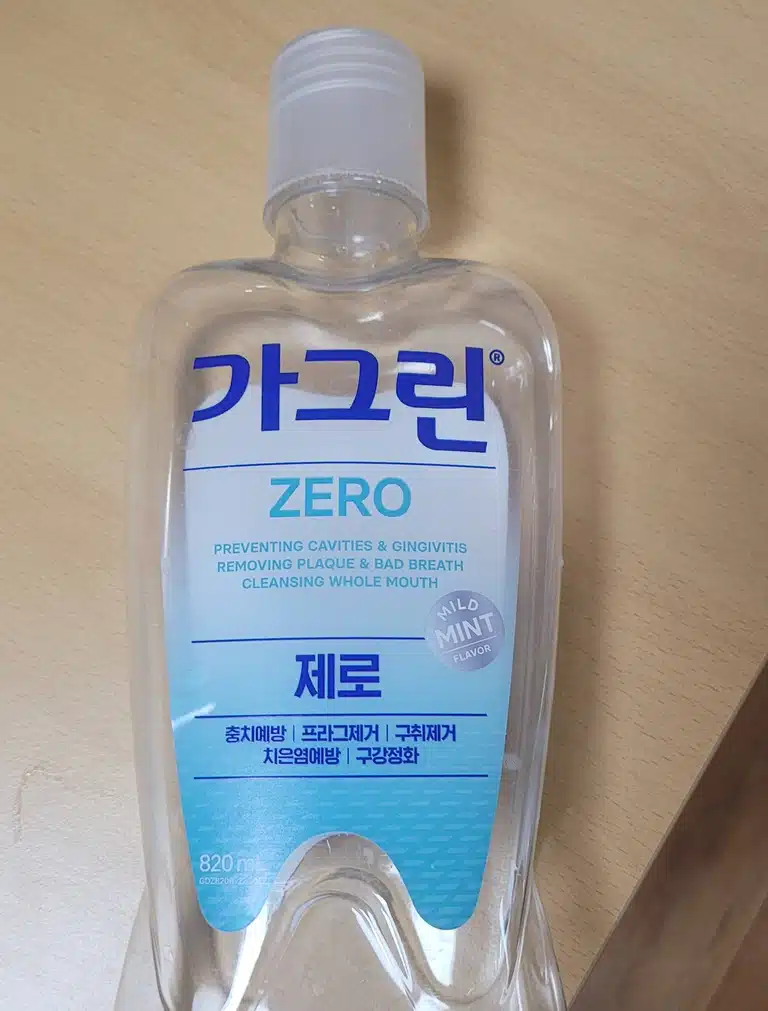 가그린®
ZERO
PREVENTING CAVITIES & GINGIVITIS
REMOVING PLAQUE & BAD BREATH
CLEANSING WHOLE MOUTH
MILD
MINT
FLAVOR
제로
충치예방 | 프라그제거 | 구취제거
치은염예방 | 구강정화
820 mL